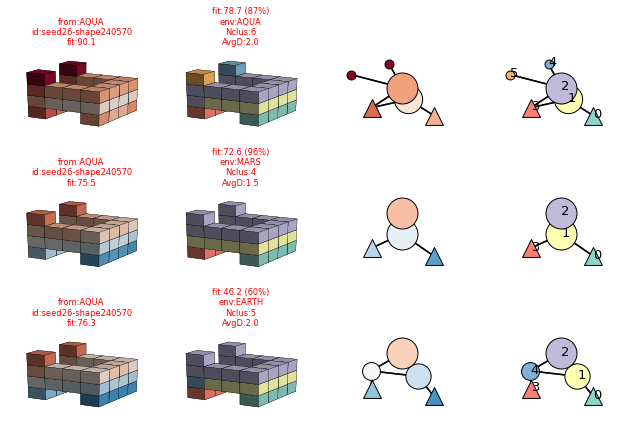 from:AQUA
id:seed26-shape240570
fit:90.1
fit:78.7 (87%)
env:AQUA
Nclus:6
AvgD:2.0
4
5
2
1
3
0
from:AQUA
id:seed26-shape240570
fit:75.5
fit:72.6 (96%)
env:MARS
Nclus:4
AvgD:1.5
2
1
3
0
from:AQUA
id:seed26-shape240570
fit:76.3
fit:46.2 (60%)
env:EARTH
Nclus:5
AvgD:2.0
2
4
1
3
0